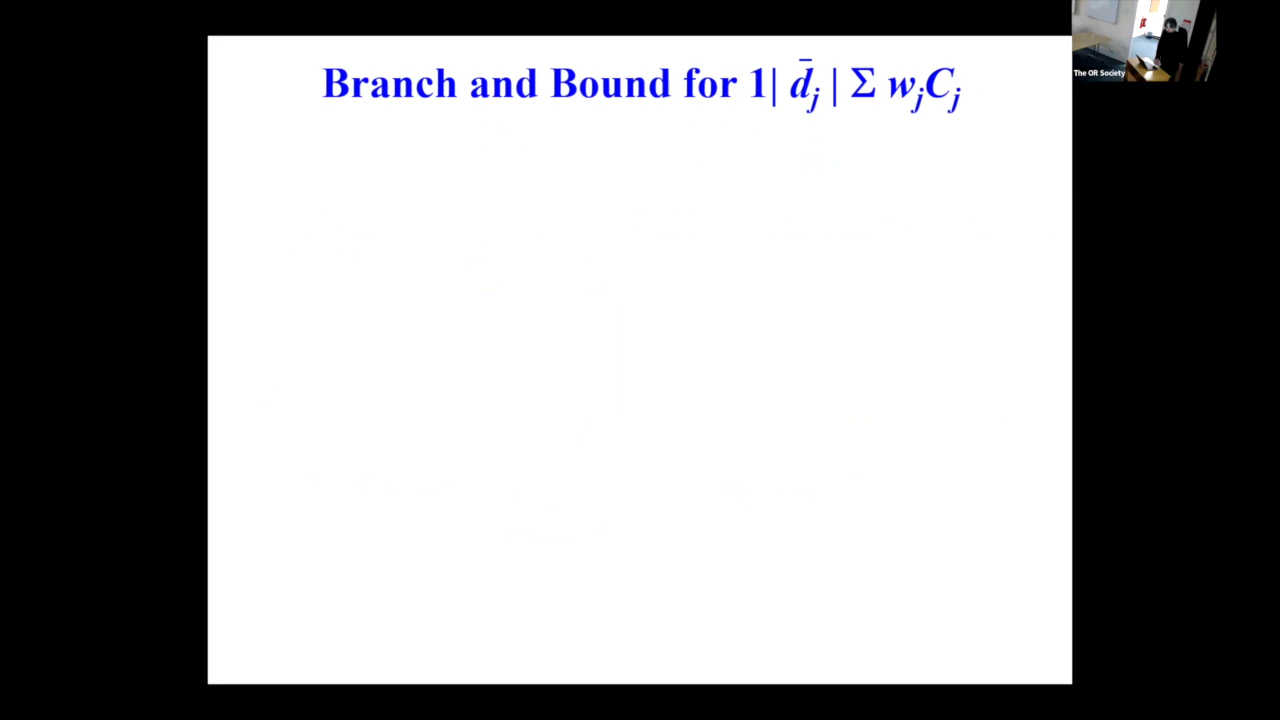 Branch and Bound for 1| d̄ⱼ | Σ wⱼCⱼ
The OR Society